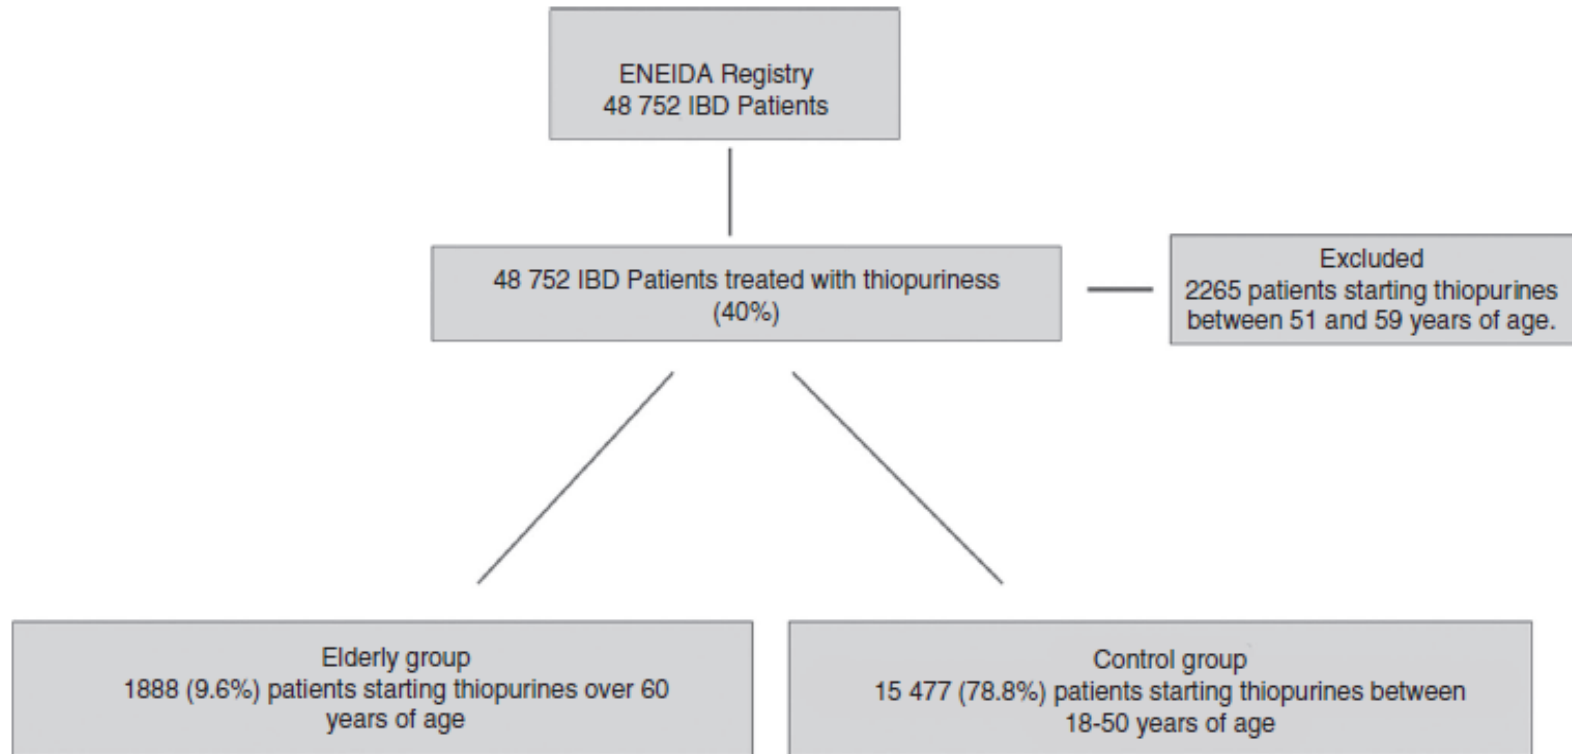 ENEIDA Registry
48 752 IBD Patients
48 752 IBD Patients treated with thiopuriness
(40%)
Excluded
2265 patients starting thiopurines
between 51 and 59 years of age.
Elderly group
1888 (9.6%) patients starting thiopurines over 60
years of age
Control group
15 477 (78.8%) patients starting thiopurines between
18-50 years of age